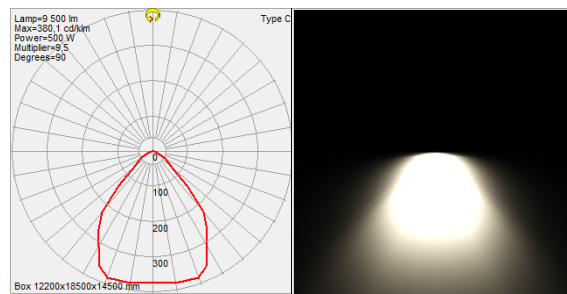 Lamp=9 500 lm
Type C
Max=380,1 cd/klm
Power=500 W
Multiplier=9,5
Degrees=90
0
100
200
300
Box 12200x18500x14500 mm